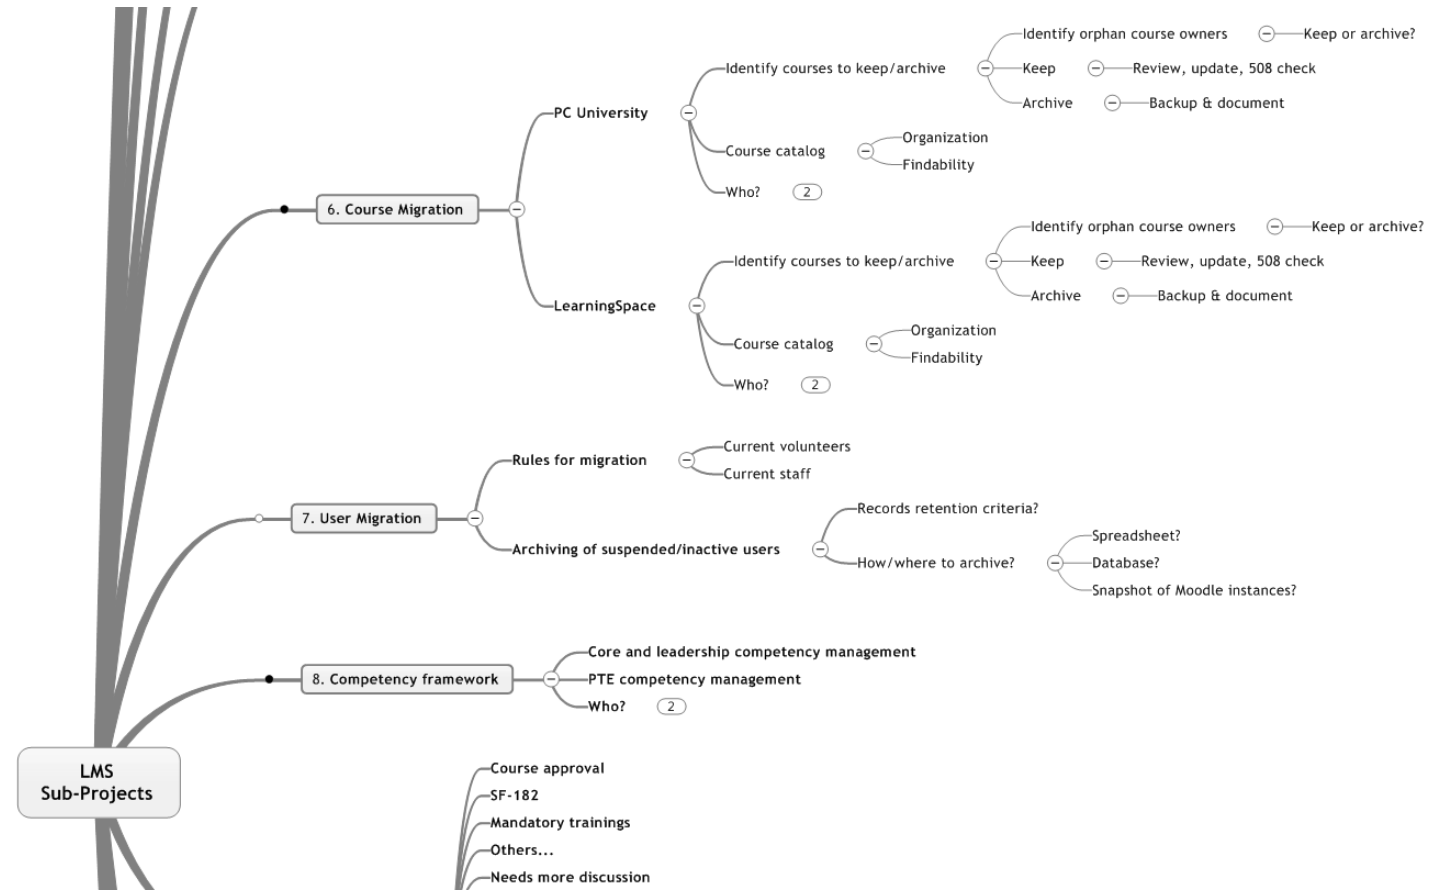 Identify orphan course owners
Keep or archive?
Identify courses to keep/archive
Keep
Review, update, 508 check
Archive
Backup & document
PC University
Course catalog
Organization
Findability
Who?
2
6. Course Migration
Identify orphan course owners
Keep or archive?
Identify courses to keep/archive
Keep
Review, update, 508 check
Archive
Backup & document
LearningSpace
Course catalog
Organization
Findability
Who?
2
Rules for migration
Current volunteers
Current staff
7. User Migration
Archiving of suspended/inactive users
Records retention criteria?
How/where to archive?
Spreadsheet?
Database?
Snapshot of Moodle instances?
8. Competency framework
Core and leadership competency management
PTE competency management
Who?
2
LMS
Sub-Projects
Course approval
SF-182
Mandatory trainings
Others...
Needs more discussion